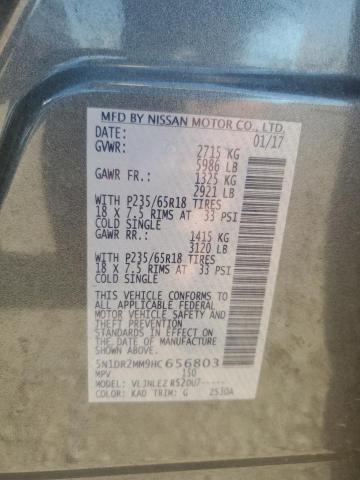 MFD BY NISSAN MOTOR CO., LTD.
DATE: 01/17
GVWR: 2715 KG
5986 LB
GAWR FR.: 1325 KG
2921 LB
WITH P235/65R18 TIRES
18 X 7.5 RIMS AT 33 PSI
COLD SINGLE
GAWR RR.: 1415 KG
3120 LB
WITH P235/65R18 TIRES
18 X 7.5 RIMS AT 33 PSI
COLD SINGLE
THIS VEHICLE CONFORMS TO ALL
APPLICABLE U.S. FEDERAL
MOTOR VEHICLE SAFETY
STANDARDS IN EFFECT ON
THE DATE OF MANUFACTURE
SHOWN ABOVE.
5N1DR2MM9HC656803
MPV 150
MODEL: R52DU7-----
COLOR: KAD TRIM: G 2530A